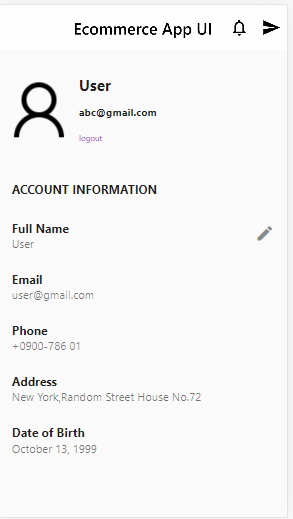 Ecommerce App UI
User
abc@gmail.com
logout
ACCOUNT INFORMATION
Full Name
User
Email
user@gmail.com
Phone
+0900-786 01
Address
New York,Random Street House No.72
Date of Birth
October 13, 1999